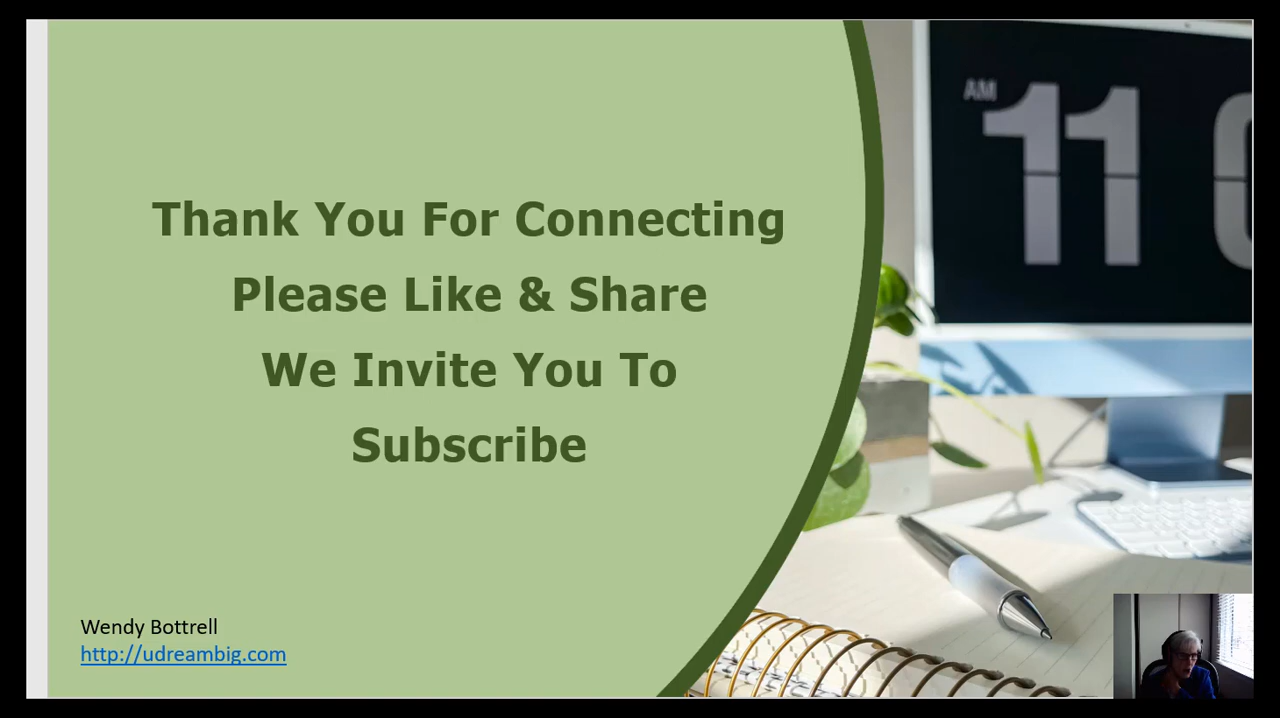 Thank You For Connecting
Please Like & Share
We Invite You To
Subscribe
Wendy Bottrell
http://udreambig.com
AM
11